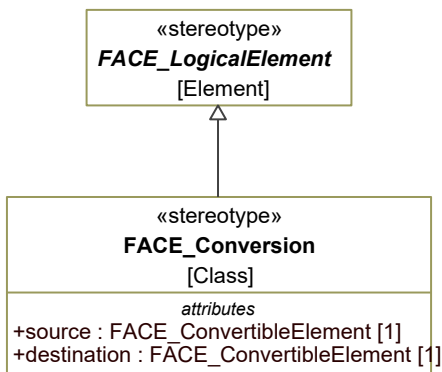 «stereotype»
FACE_LogicalElement
[Element]
«stereotype»
FACE_Conversion
[Class]
attributes
+source : FACE_ConvertibleElement [1]
+destination : FACE_ConvertibleElement [1]